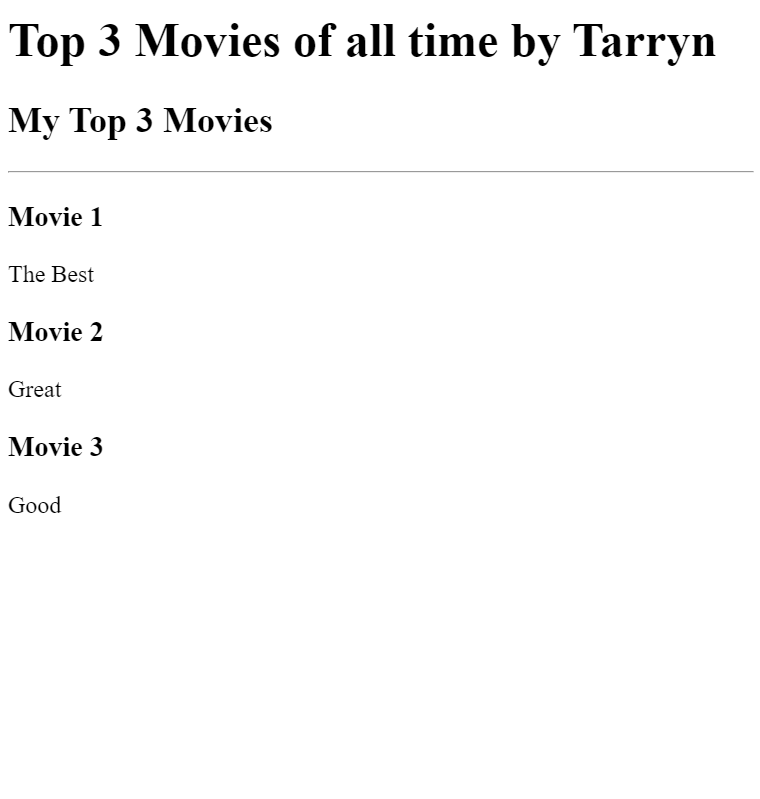 Top 3 Movies of all time by Tarryn
My Top 3 Movies
Movie 1
The Best
Movie 2
Great
Movie 3
Good